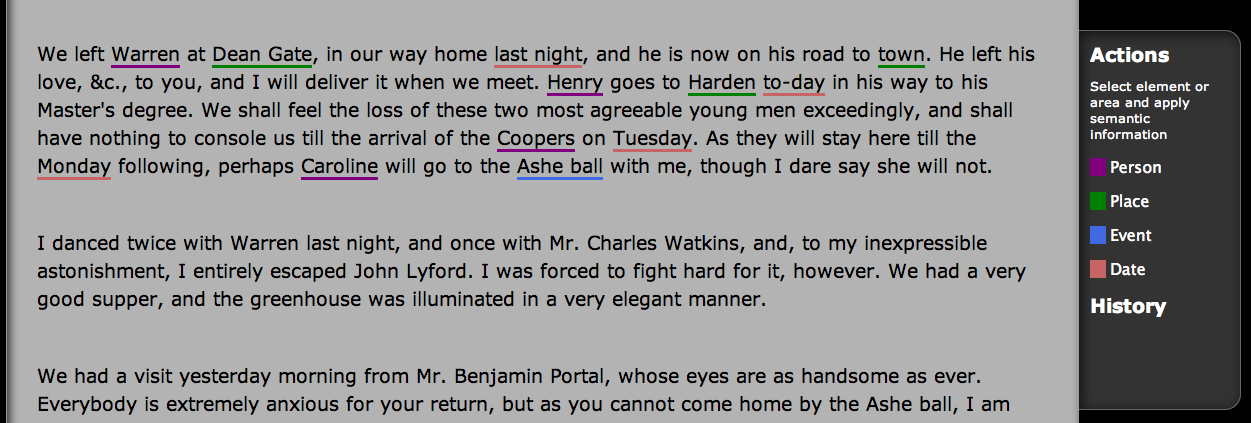 We left Warren at Dean Gate, in our way home last night, and he is now on his road to town. He left his
love, &c., to you, and I will deliver it when we meet. Henry goes to Harden to-day in his way to his
Master's degree. We shall feel the loss of these two most agreeable young men exceedingly, and shall
have nothing to console us till the arrival of the Coopers on Tuesday. As they will stay here till the
Monday following, perhaps Caroline will go to the Ashe ball with me, though I dare say she will not.
I danced twice with Warren last night, and once with Mr. Charles Watkins, and, to my inexpressible
astonishment, I entirely escaped John Lyford. I was forced to fight hard for it, however. We had a very
good supper, and the greenhouse was illuminated in a very elegant manner.
We had a visit yesterday morning from Mr. Benjamin Portal, whose eyes are as handsome as ever.
Everybody is extremely anxious for your return, but as you cannot come home by the Ashe ball, I am
Actions
Select element or
area and apply
semantic
information
Person
Place
Event
Date
History